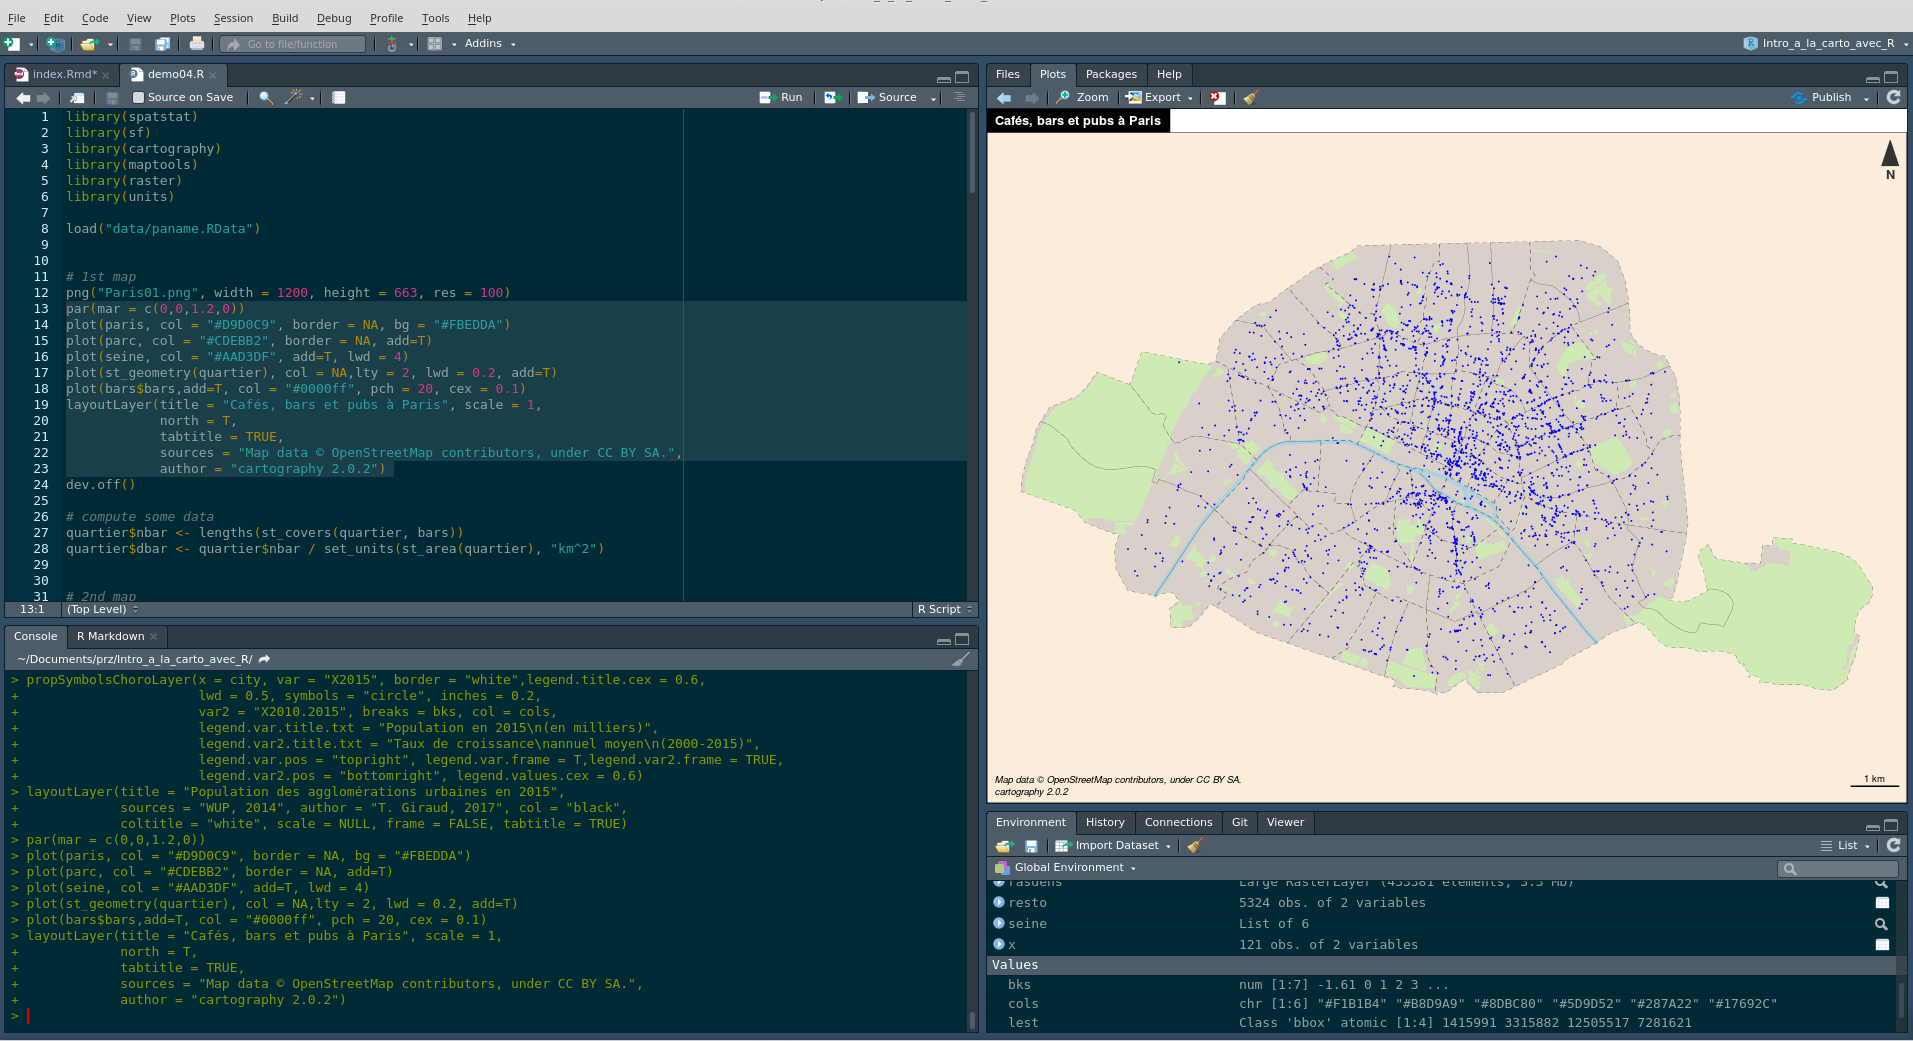 File Edit Code View Plots Session Build Debug Profile Tools Help
Go to file/function Addins Intro_a_la_carto_avec_R
index.Rmd* demo04.R
Source on Save Run Source
1 library(spatstat)
2 library(sf)
3 library(cartography)
4 library(maptools)
5 library(raster)
6 library(units)
7
8 load("data/paname.RData")
9
10
11 # 1st map
12 png("Paris01.png", width = 1200, height = 663, res = 100)
13 par(mar = c(0,0,1.2,0))
14 plot(paris, col = "#D9D0C9", border = NA, bg = "#FBEDDA")
15 plot(parc, col = "#CDEBB2", border = NA, add=T)
16 plot(seine, col = "#AAD3DF", add=T, lwd = 4)
17 plot(st_geometry(quartier), col = NA,lty = 2, lwd = 0.2, add=T)
18 plot(bars$bars,add=T, col = "#0000ff", pch = 20, cex = 0.1)
19 layoutLayer(title = "Cafés, bars et pubs à Paris", scale = 1,
20 north = T,
21 tabtitle = TRUE,
22 sources = "Map data © OpenStreetMap contributors, under CC BY SA.",
23 author = "cartography 2.0.2")
24 dev.off()
25
26 # compute some data
27 quartier$nbar <- lengths(st_covers(quartier, bars))
28 quartier$dbar <- quartier$nbar / set_units(st_area(quartier), "km^2")
29
30
31 # 2nd map
13:1 (Top Level) R Script
Console R Markdown
~/Documents/prz/Intro_a_la_carto_avec_R/
> propSymbolsChoroLayer(x = city, var = "X2015", border = "white",legend.title.cex = 0.6,
+ lwd = 0.5, symbols = "circle", inches = 0.2,
+ var2 = "X2010.2015", breaks = bks, col = cols,
+ legend.var.title.txt = "Population en 2015\n(en milliers)",
+ legend.var2.title.txt = "Taux de croissance\nannuel moyen\n(2000-2015)",
+ legend.var.pos = "topright", legend.var.frame = T,legend.var2.frame = TRUE,
+ legend.var2.pos = "bottomright", legend.values.cex = 0.6)
> layoutLayer(title = "Population des agglomérations urbaines en 2015",
+ sources = "WUP, 2014", author = "T. Giraud, 2017", col = "black",
+ coltitle = "white", scale = NULL, frame = FALSE, tabtitle = TRUE)
> par(mar = c(0,0,1.2,0))
> plot(paris, col = "#D9D0C9", border = NA, bg = "#FBEDDA")
> plot(parc, col = "#CDEBB2", border = NA, add=T)
> plot(seine, col = "#AAD3DF", add=T, lwd = 4)
> plot(st_geometry(quartier), col = NA,lty = 2, lwd = 0.2, add=T)
> plot(bars$bars,add=T, col = "#0000ff", pch = 20, cex = 0.1)
> layoutLayer(title = "Cafés, bars et pubs à Paris", scale = 1,
+ north = T,
+ tabtitle = TRUE,
+ sources = "Map data © OpenStreetMap contributors, under CC BY SA.",
+ author = "cartography 2.0.2")
>
Files Plots Packages Help
Zoom Export Publish
Cafés, bars et pubs à Paris
N
Map data © OpenStreetMap contributors, under CC BY SA.
cartography 2.0.2
1 km
Environment History Connections Git Viewer
Import Dataset List
Global Environment
rasdens Large RasterLayer (433381 elements, 3.3 Mb)
resto 5324 obs. of 2 variables
seine List of 6
x 121 obs. of 2 variables
Values
bks num [1:7] -1.61 0 1 2 3 ...
cols chr [1:6] "#F1B1B4" "#B8D9A9" "#8DBC80" "#5D9D52" "#287A22" "#17692C"
lest Class 'bbox' atomic [1:4] 1415991 3315882 12505517 7281621